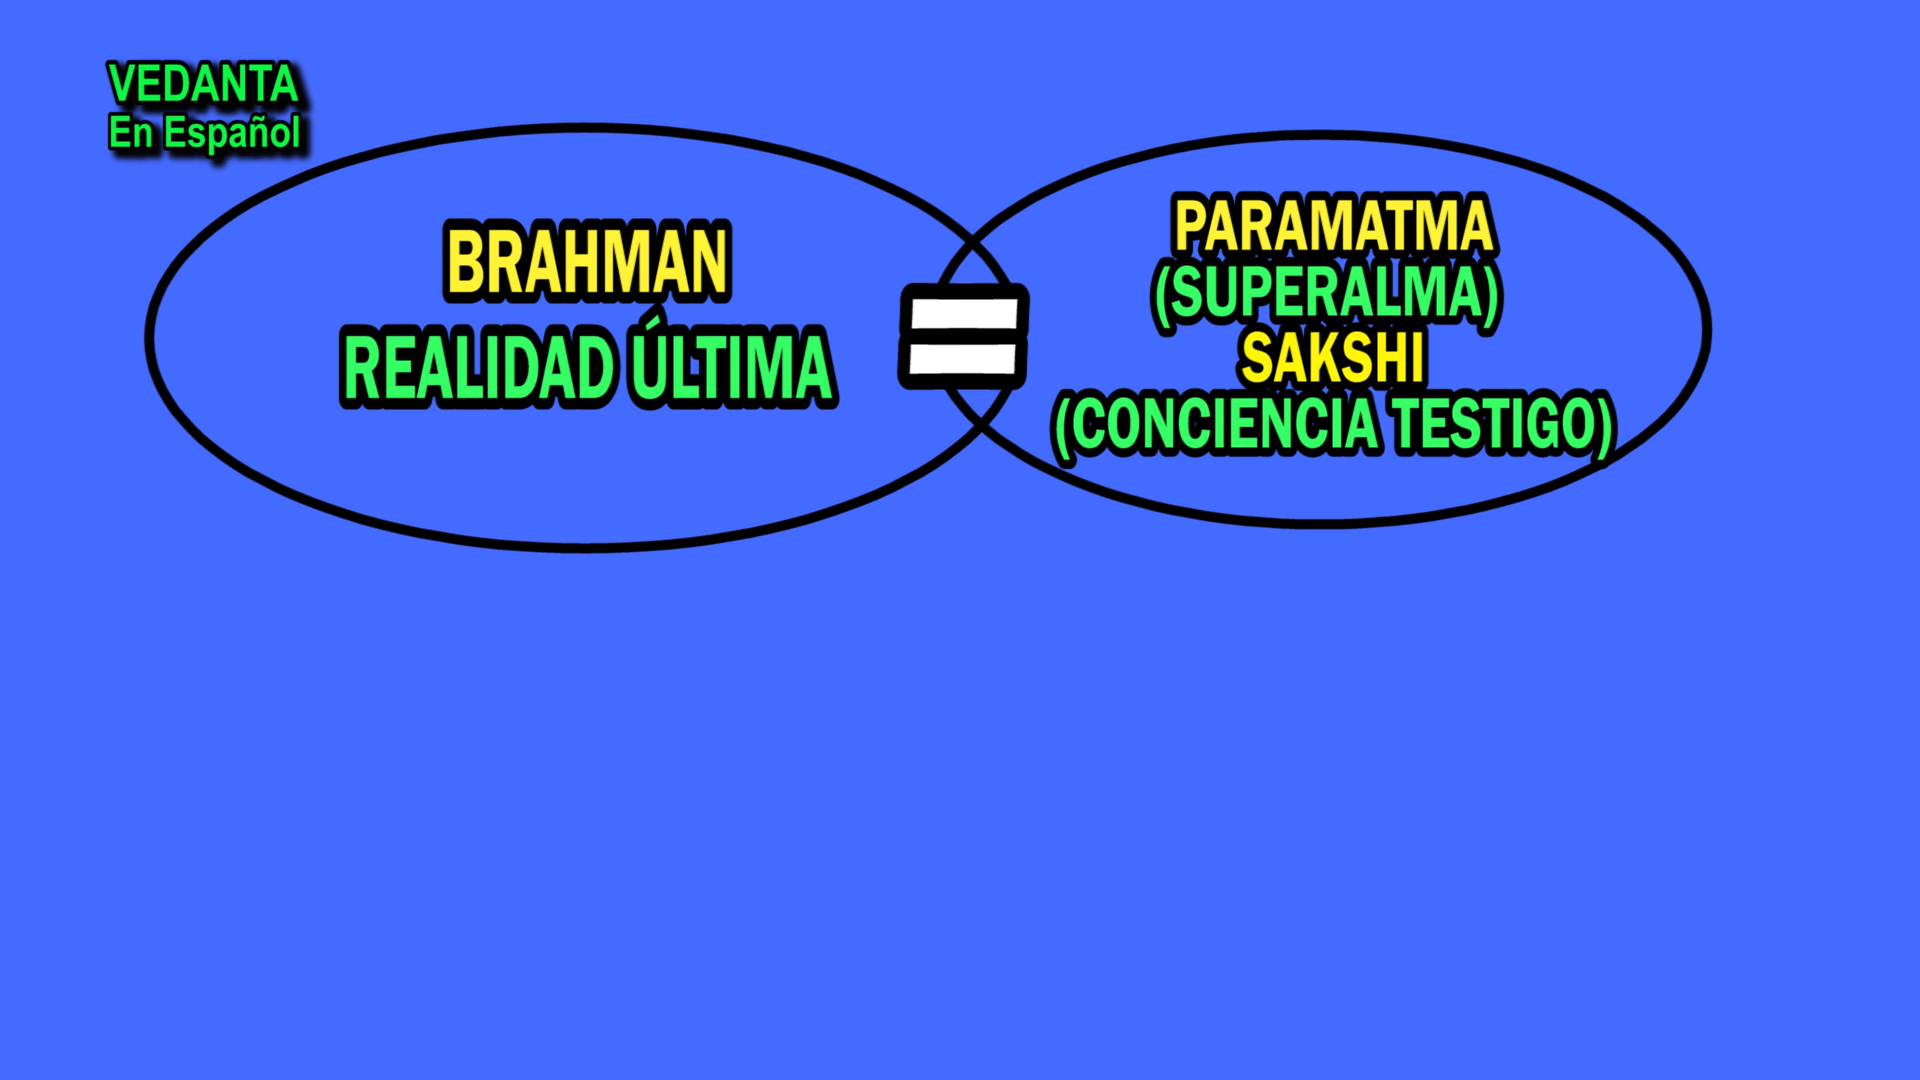 VEDANTA
En Español
BRAHMAN
REALIDAD ÚLTIMA
=
PARAMATMA
(SUPERALMA)
SAKSHI
(CONCIENCIA TESTIGO)